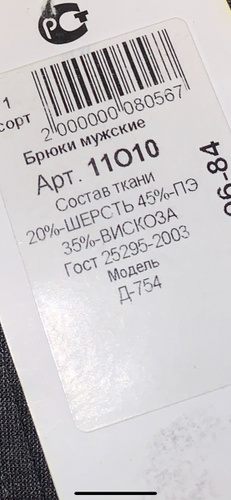 РСТ
1
сорт
2 000000 080567
Брюки мужские
Арт. 11О10
Состав ткани
20%-ШЕРСТЬ 45%-ПЭ
35%-ВИСКОЗА
Гост 25295-2003
Модель
Д-754
96-84